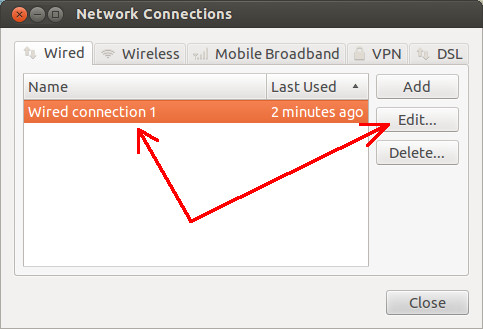 Network Connections
Wired Wireless Mobile Broadband VPN DSL
Name Last Used Add
Wired connection 1 2 minutes ago Edit...
Delete...
Close